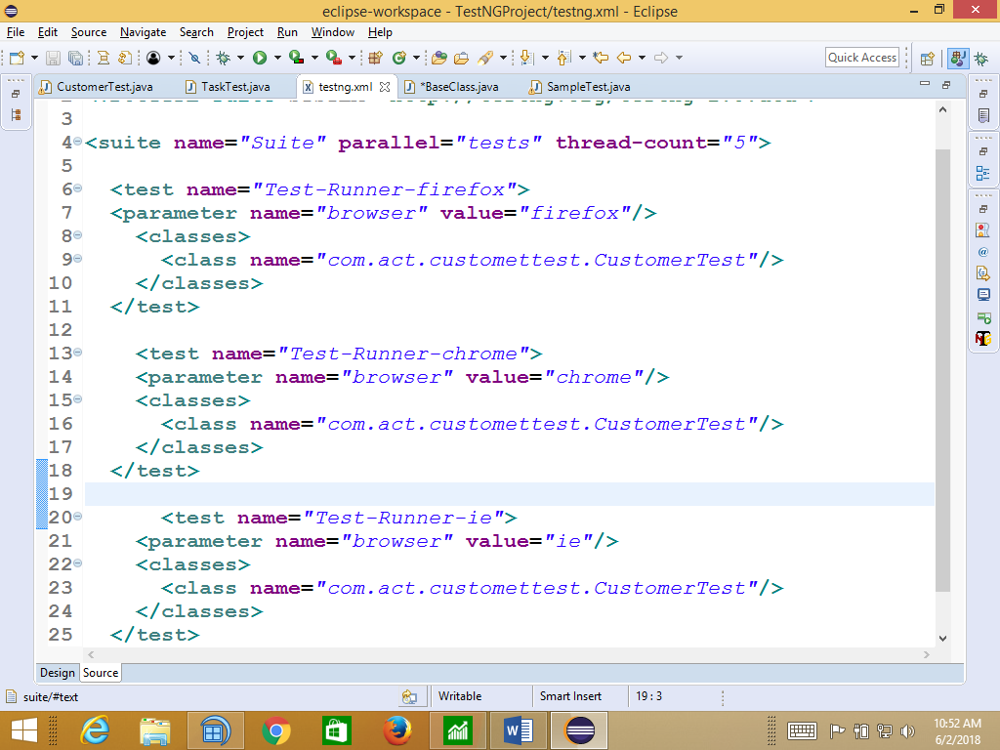 eclipse-workspace - TestNGProject/testng.xml - Eclipse
File Edit Source Navigate Search Project Run Window Help
Quick Access
CustomerTest.java TaskTest.java testng.xml *BaseClass.java SampleTest.java
3
4 <suite name="Suite" parallel="tests" thread-count="5">
5
6 <test name="Test-Runner-firefox">
7 <parameter name="browser" value="firefox"/>
8 <classes>
9 <class name="com.act.customettest.CustomerTest"/>
10 </classes>
11 </test>
12
13 <test name="Test-Runner-chrome">
14 <parameter name="browser" value="chrome"/>
15 <classes>
16 <class name="com.act.customettest.CustomerTest"/>
17 </classes>
18 </test>
19
20 <test name="Test-Runner-ie">
21 <parameter name="browser" value="ie"/>
22 <classes>
23 <class name="com.act.customettest.CustomerTest"/>
24 </classes>
25 </test>
Design Source
suite/#text Writable Smart Insert 19 : 3
10:52 AM
6/2/2018